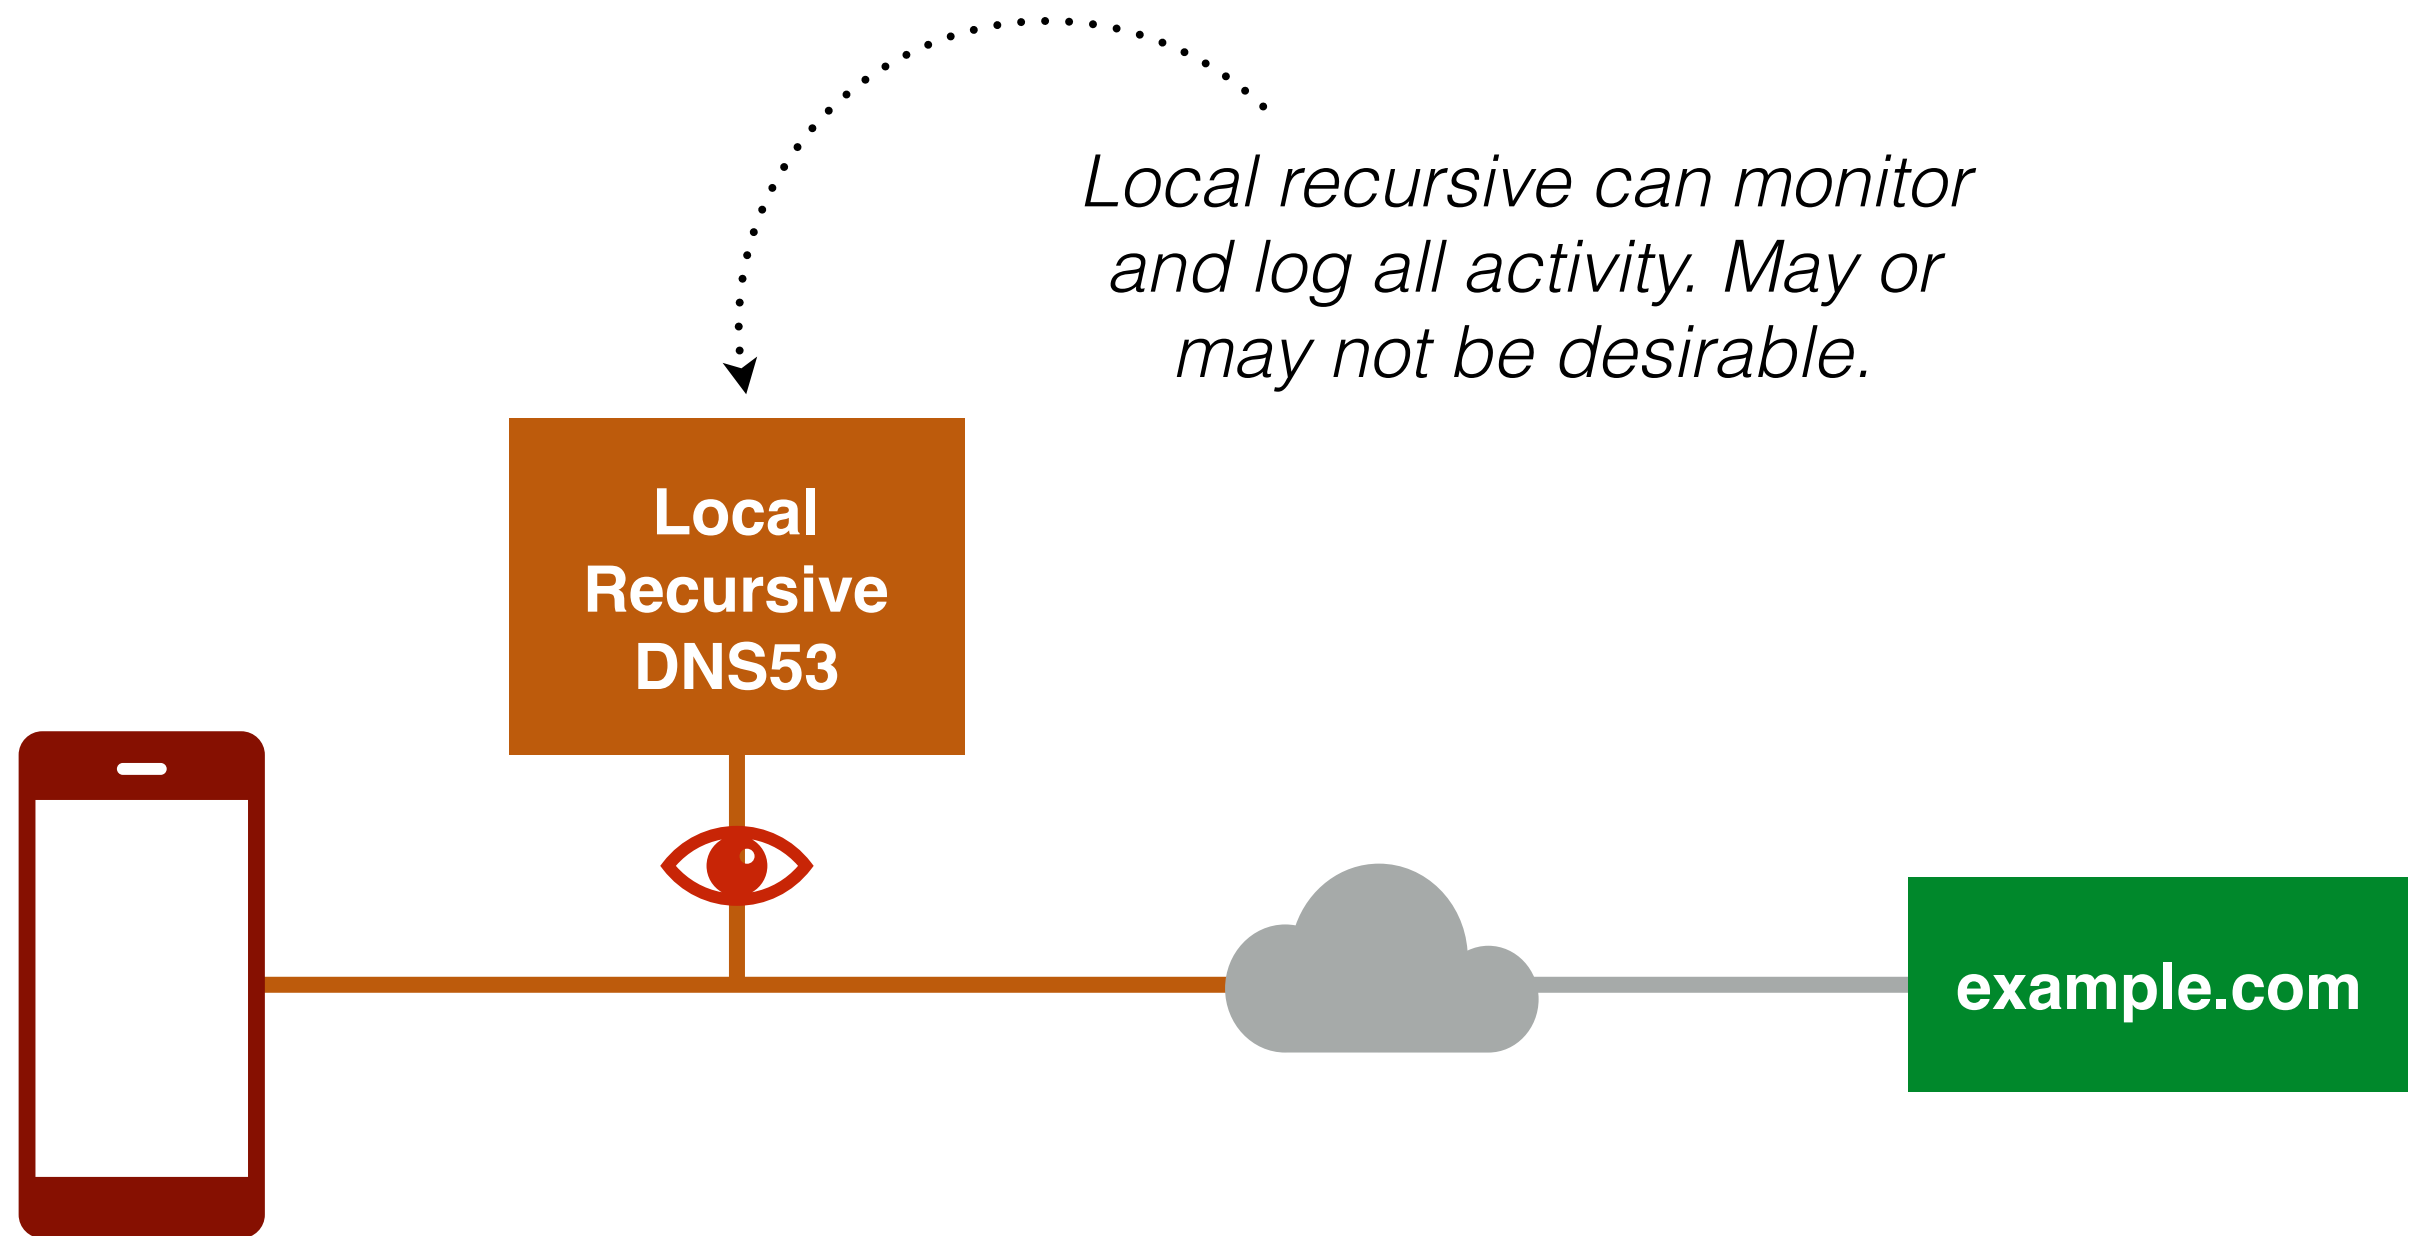 Local recursive can monitor
and log all activity. May or
may not be desirable.
Local
Recursive
DNS53
example.com